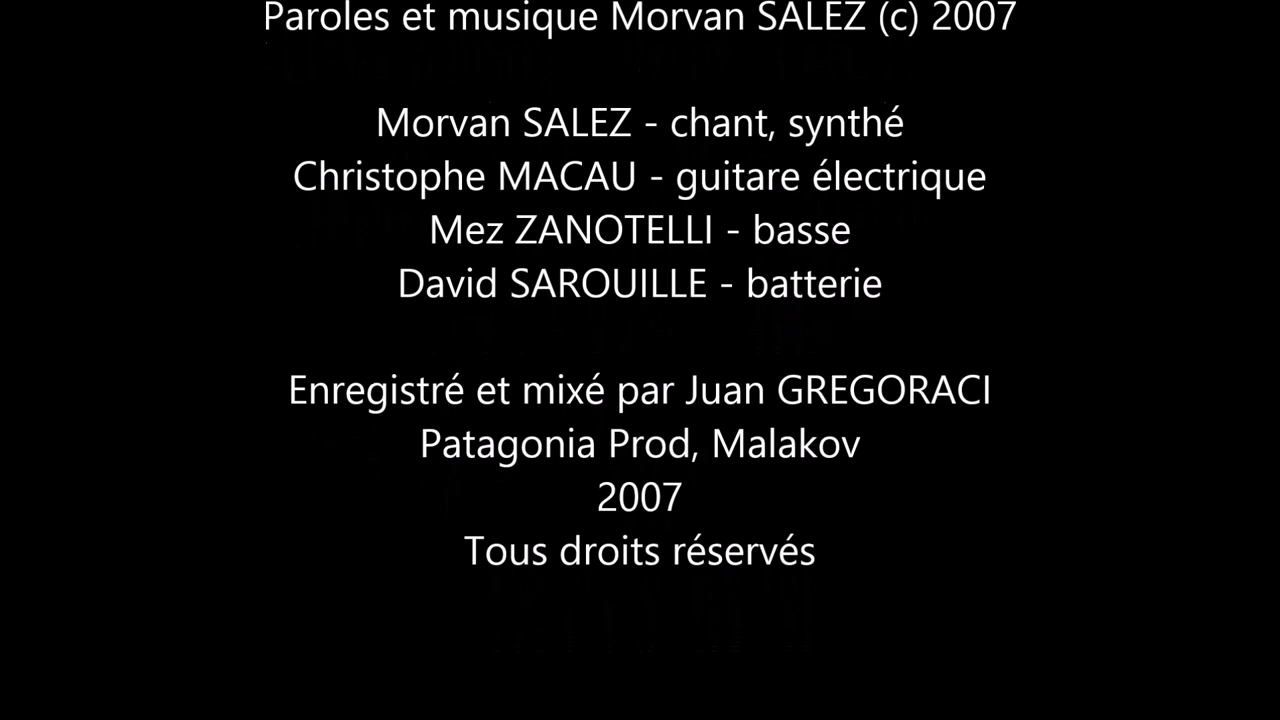 Paroles et musique Morvan SALEZ (c) 2007
Morvan SALEZ - chant, synthé
Christophe MACAU - guitare électrique
Mez ZANOTELLI - basse
David SAROUILLE - batterie
Enregistré et mixé par Juan GREGORACI
Patagonia Prod, Malakov
2007
Tous droits réservés